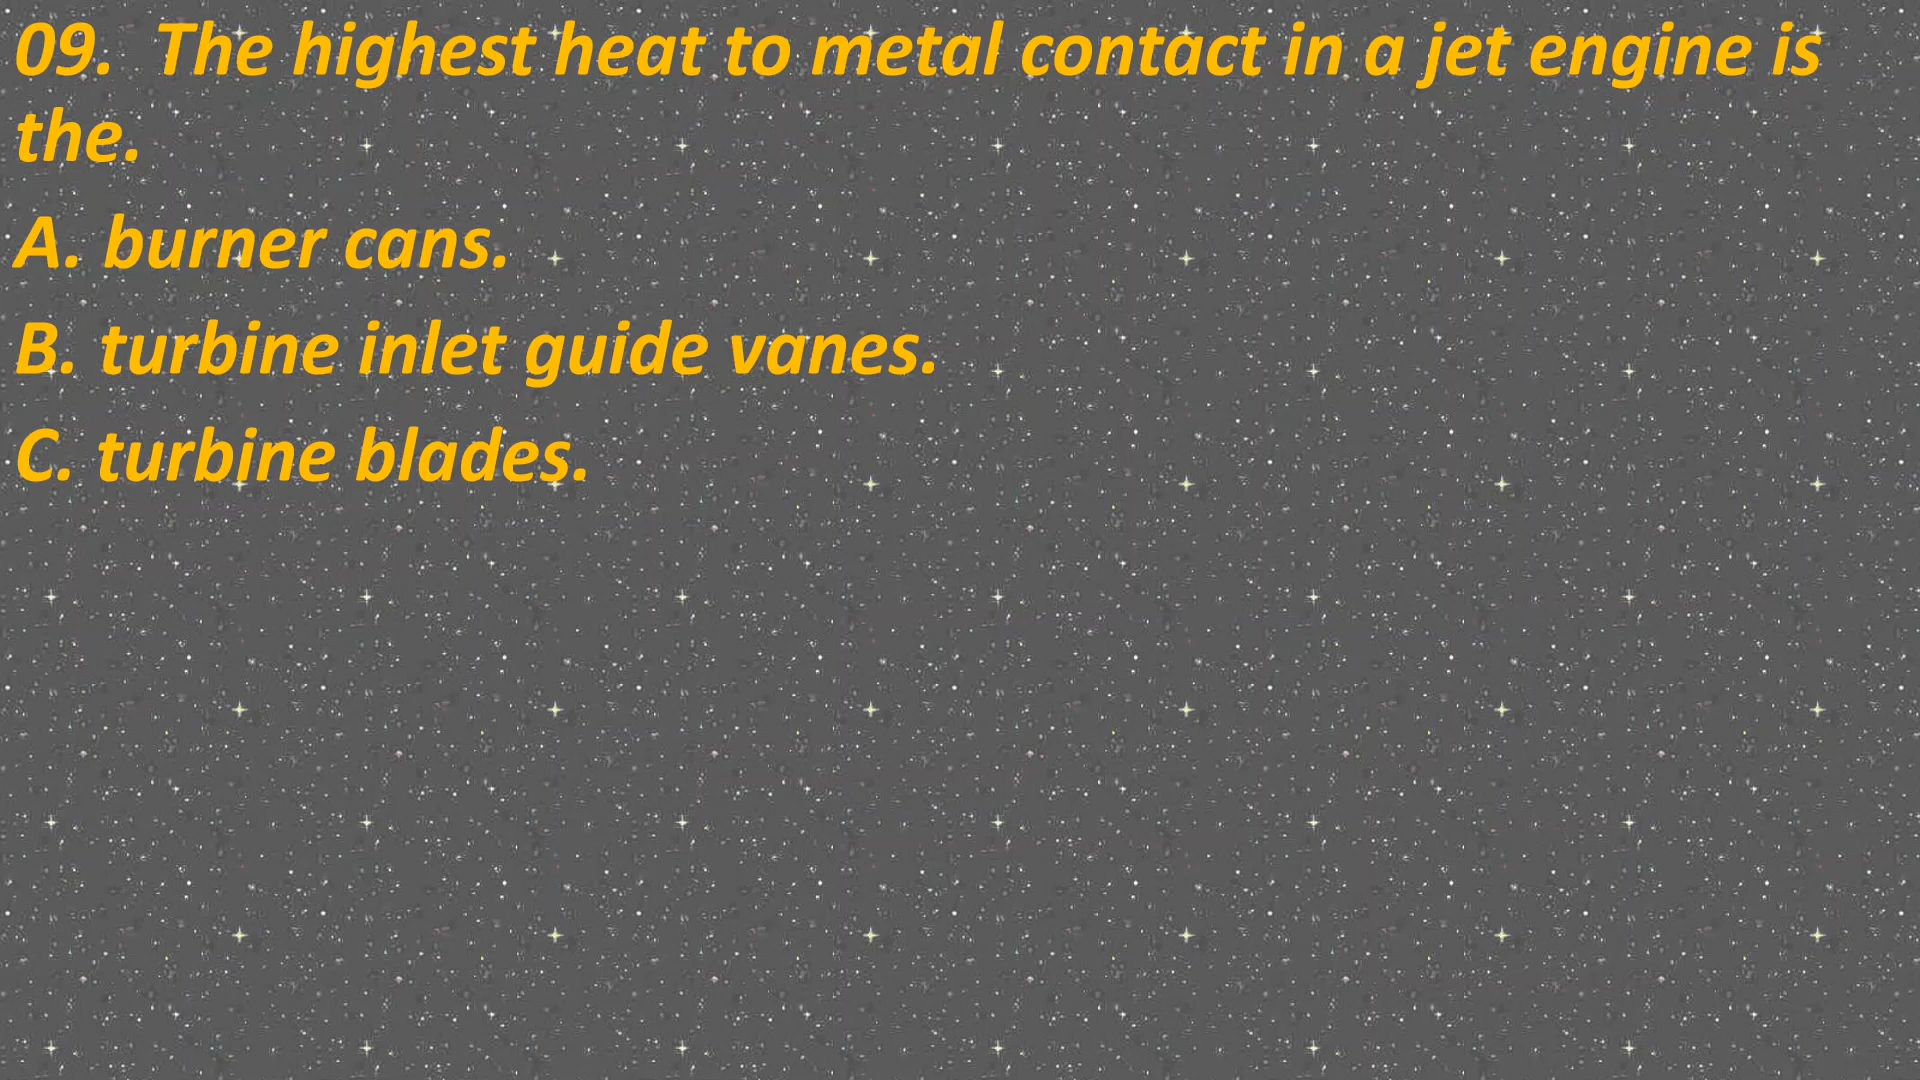 09.  The highest heat to metal contact in a jet engine is
the.
A. burner cans.
B. turbine inlet guide vanes.
C. turbine blades.